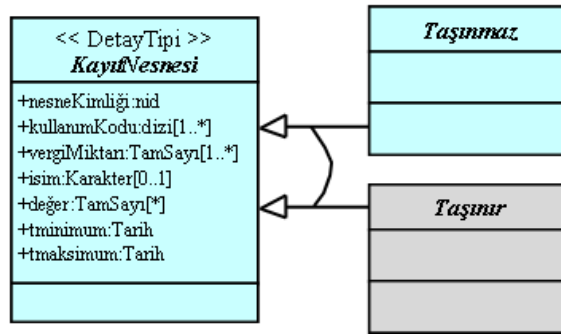 << DetayTipi >>
KayıtNesnesi
+nesneKimliği:nid
+kullanımKodu:dizi[1..*]
+vergiMiktarı:TamSayı[1..*]
+isim:Karakter[0..1]
+değer:TamSayı[*]
+tminimum:Tarih
+tmaksimum:Tarih
Taşınmaz
Taşınır